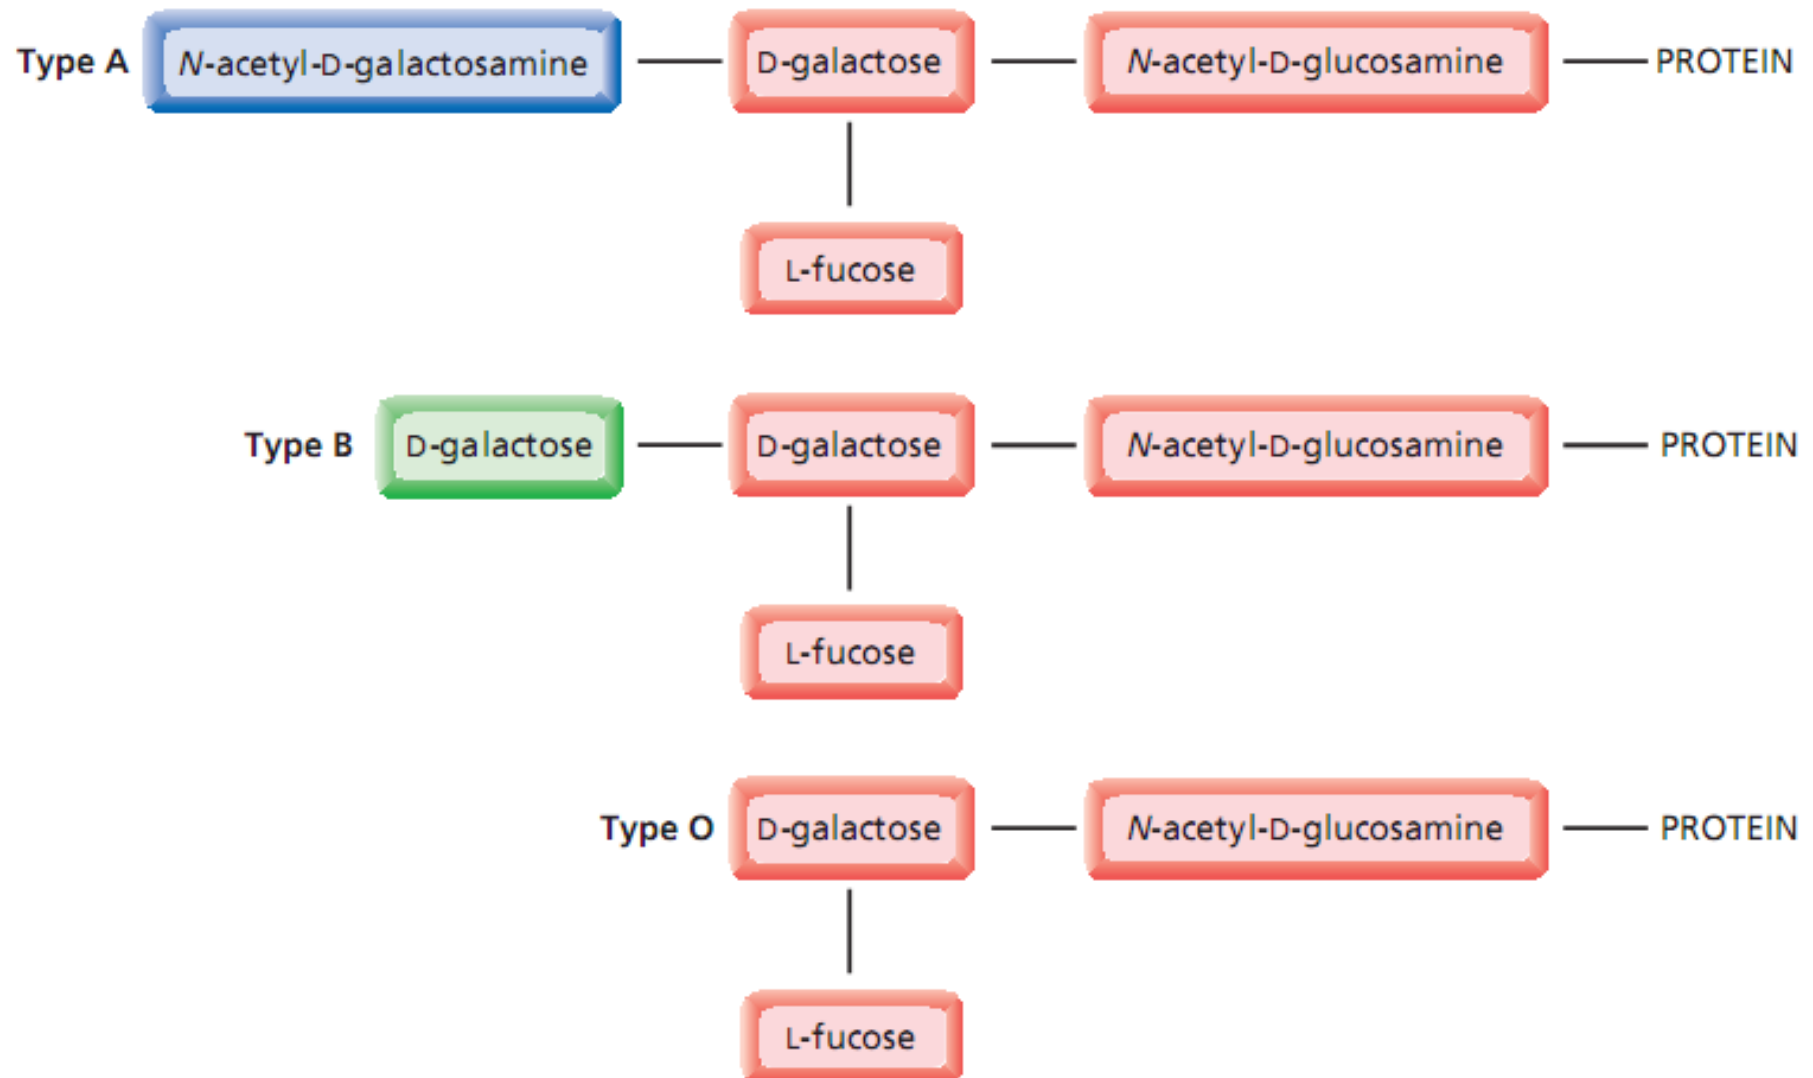 Type A N-acetyl-D-galactosamine D-galactose N-acetyl-D-glucosamine PROTEIN
L-fucose
Type B D-galactose D-galactose N-acetyl-D-glucosamine PROTEIN
L-fucose
Type O D-galactose N-acetyl-D-glucosamine PROTEIN
L-fucose